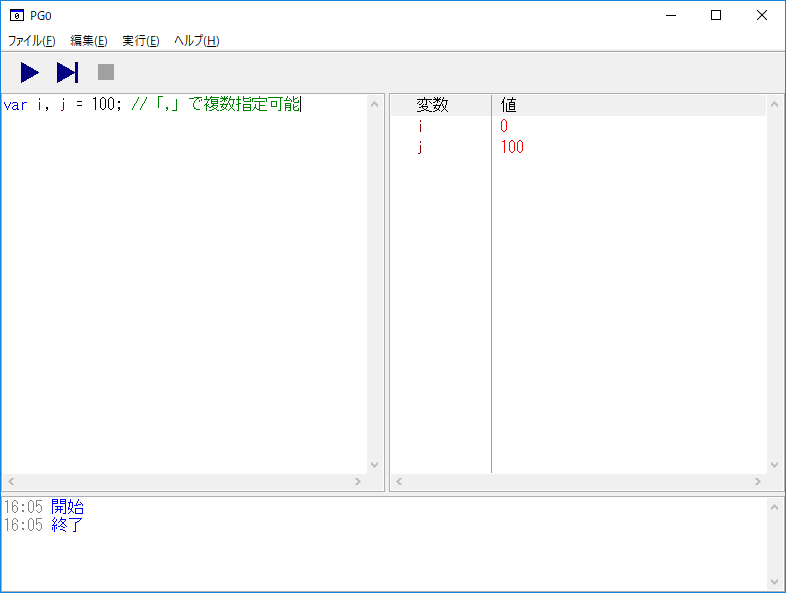 PG0
ファイル(F) 編集(E) 実行(E) ヘルプ(H)
var i, j = 100; //「,」で複数指定可能
変数 値
i 0
j 100
16:05 開始
16:05 終了